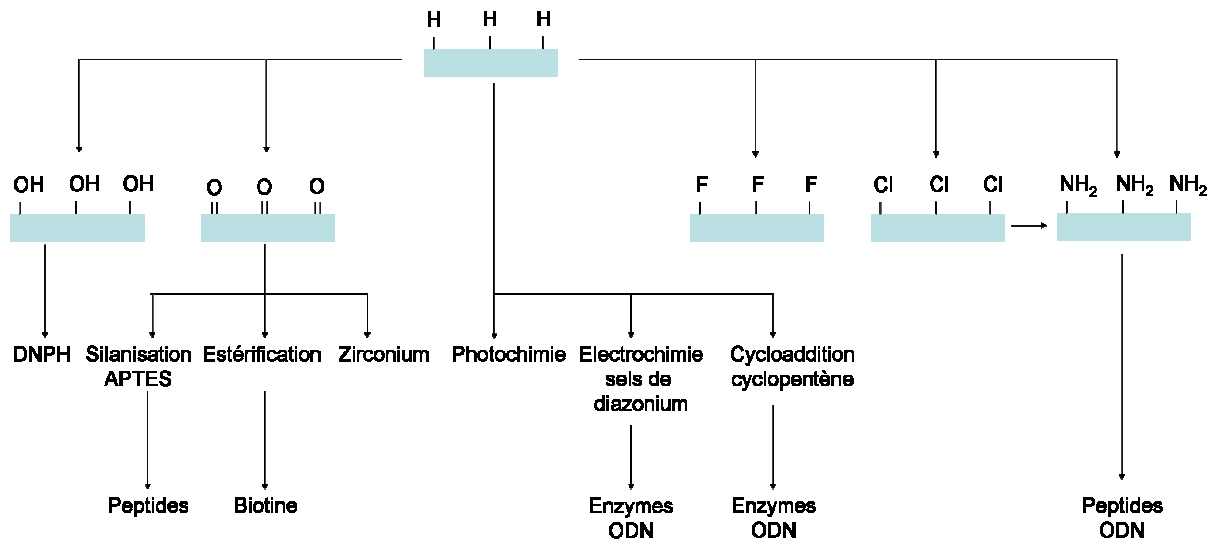 H H H
OH OH OH
O O O
F F F
Cl Cl Cl
NH₂ NH₂ NH₂
DNPH
Silanisation
APTES
Estérification
Zirconium
Photochimie
Electrochimie
sels de
diazonium
Cycloaddition
cyclopentène
Peptides
Biotine
Enzymes
ODN
Enzymes
ODN
Peptides
ODN